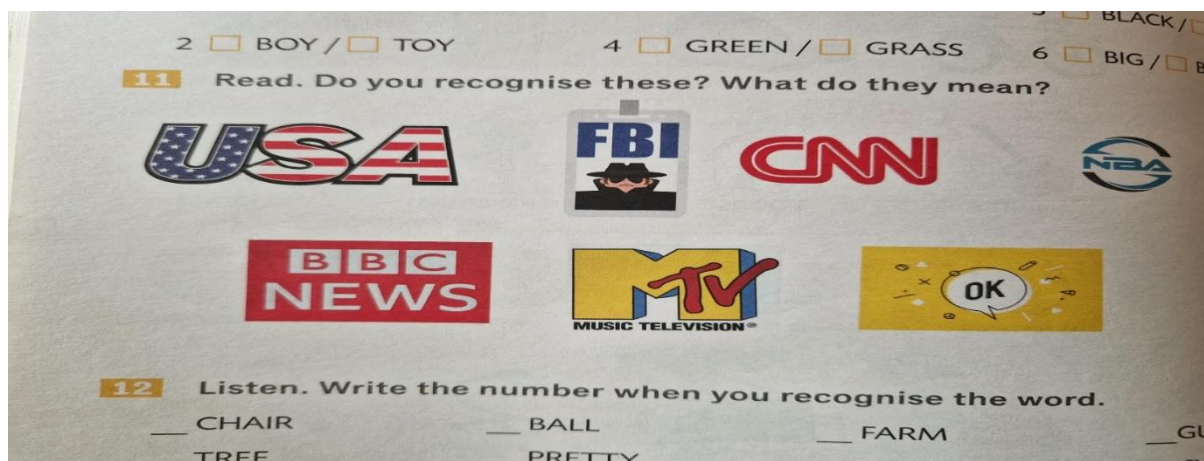 BLACK /
2 BOY / TOY 4 GREEN / GRASS 6 BIG /
11 Read. Do you recognise these? What do they mean?
USA FBI CNN NBA
BBC NEWS
MTV MUSIC TELEVISION®
OK
12 Listen. Write the number when you recognise the word.
__ CHAIR __ BALL __ FARM __
TREE PRETTY